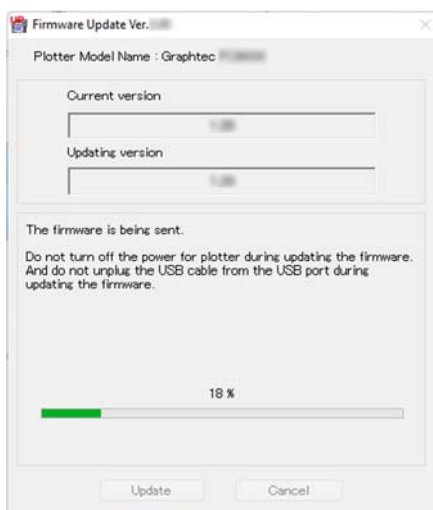 Firmware Update Ver.
Plotter Model Name : Graphtec
Current version
Updating version
The firmware is being sent.
Do not turn off the power for plotter during updating the firmware.
And do not unplug the USB cable from the USB port during
updating the firmware.
18 %
Update
Cancel